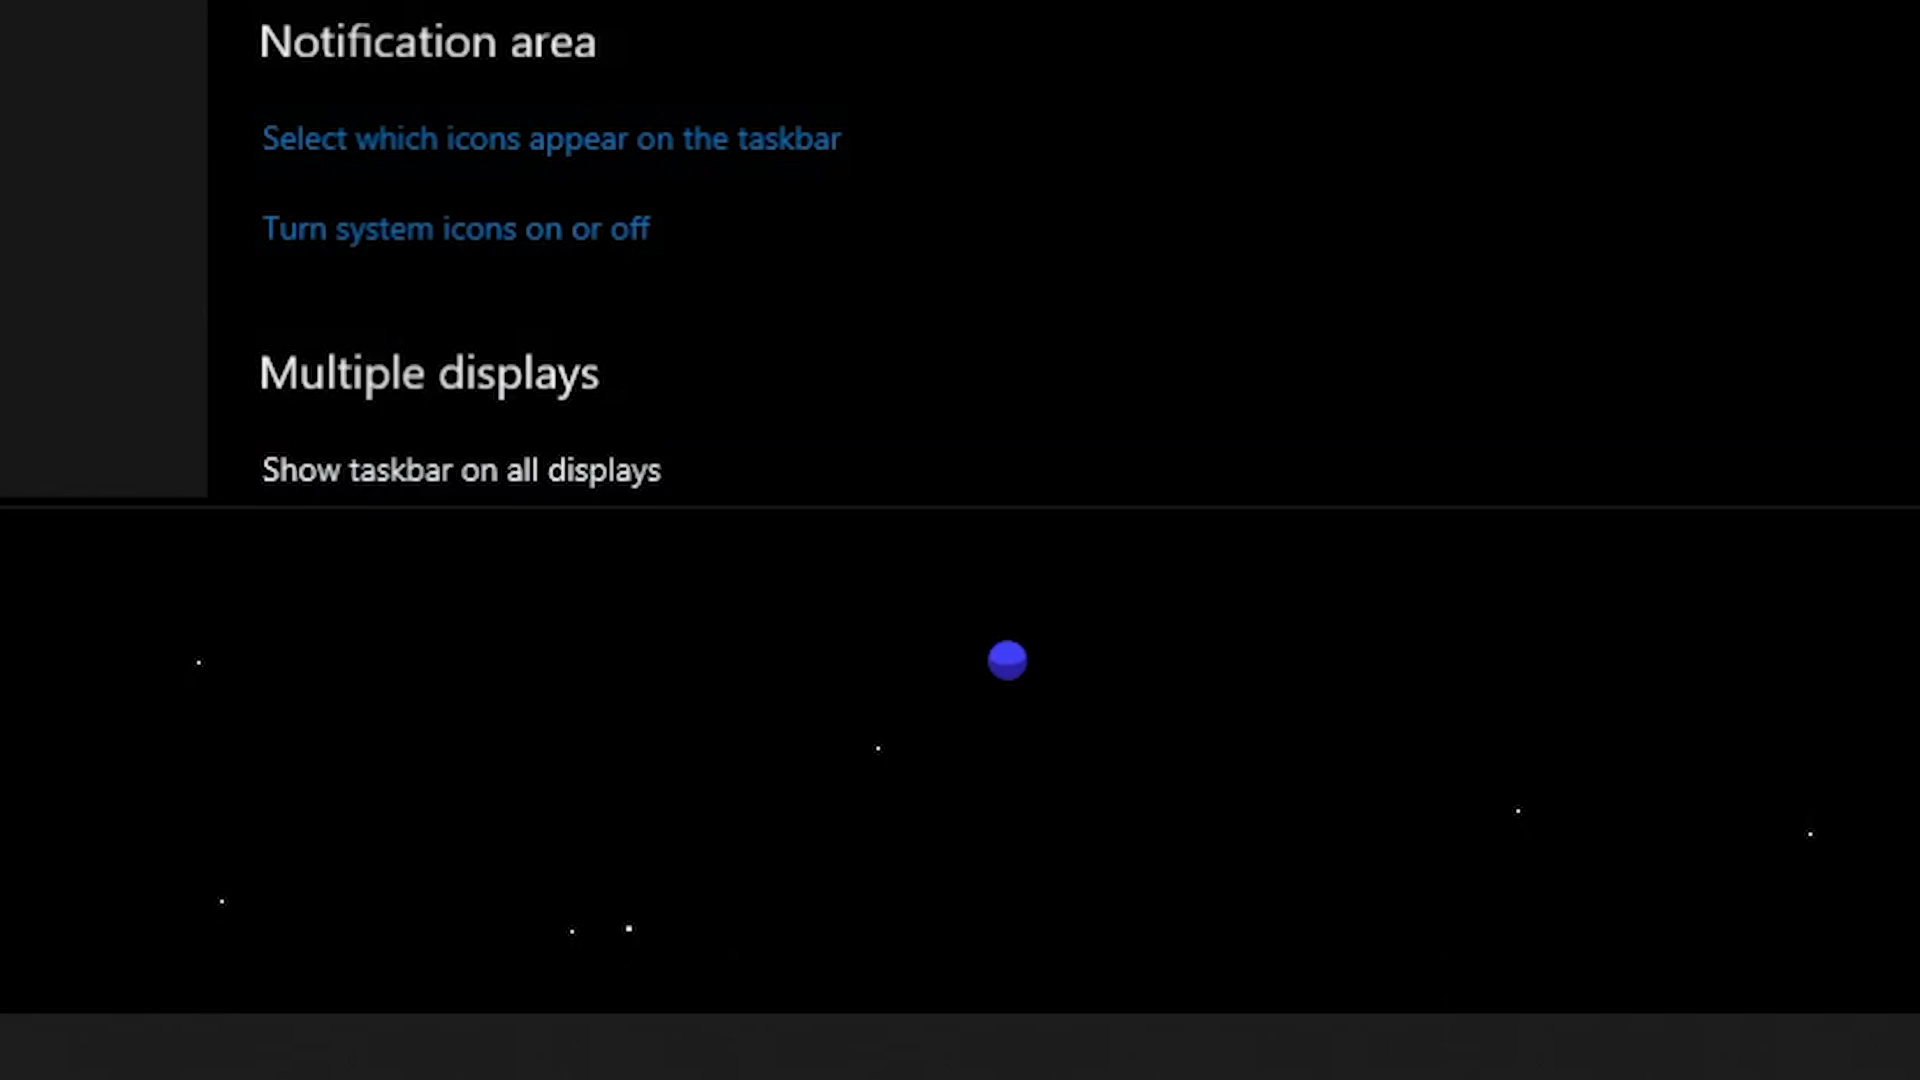 Notification area
Select which icons appear on the taskbar
Turn system icons on or off
Multiple displays
Show taskbar on all displays